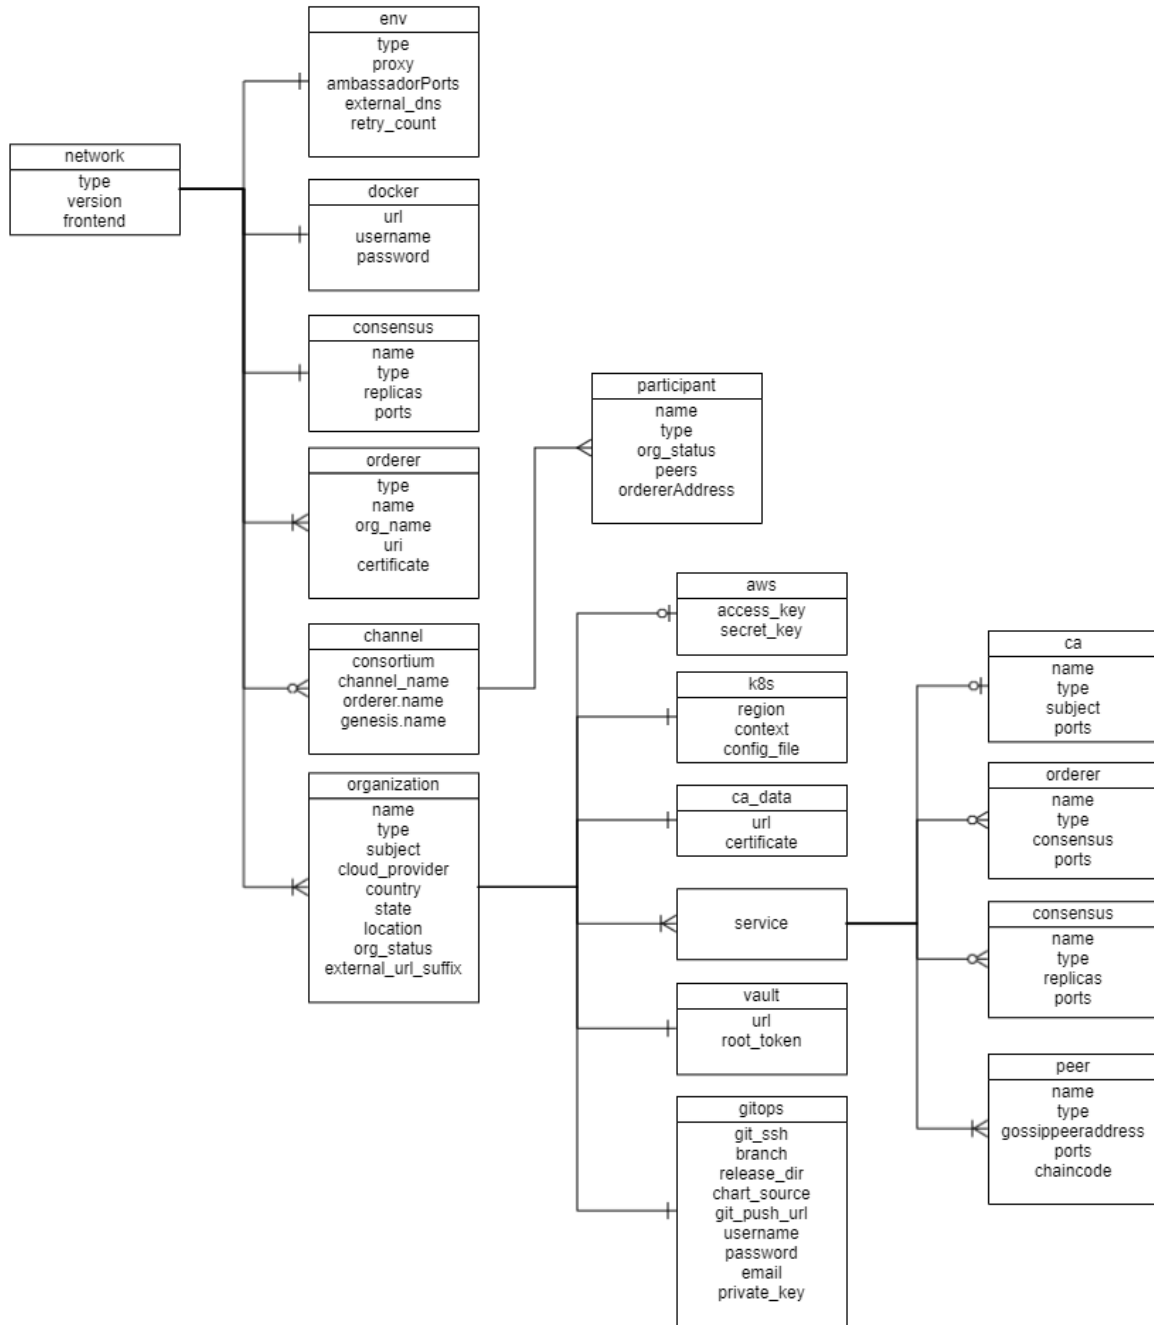 env
type
proxy
ambassadorPorts
external_dns
retry_count
network
type
version
frontend
docker
url
username
password
consensus
name
type
replicas
ports
participant
name
type
org_status
peers
ordererAddress
orderer
type
name
org_name
uri
certificate
channel
consortium
channel_name
orderer.name
genesis.name
organization
name
type
subject
cloud_provider
country
state
location
org_status
external_url_suffix
aws
access_key
secret_key
k8s
region
context
config_file
ca_data
url
certificate
service
vault
url
root_token
gitops
git_ssh
branch
release_dir
chart_source
git_push_url
username
password
email
private_key
ca
name
type
subject
ports
orderer
name
type
consensus
ports
consensus
name
type
replicas
ports
peer
name
type
gossippeeraddress
ports
chaincode